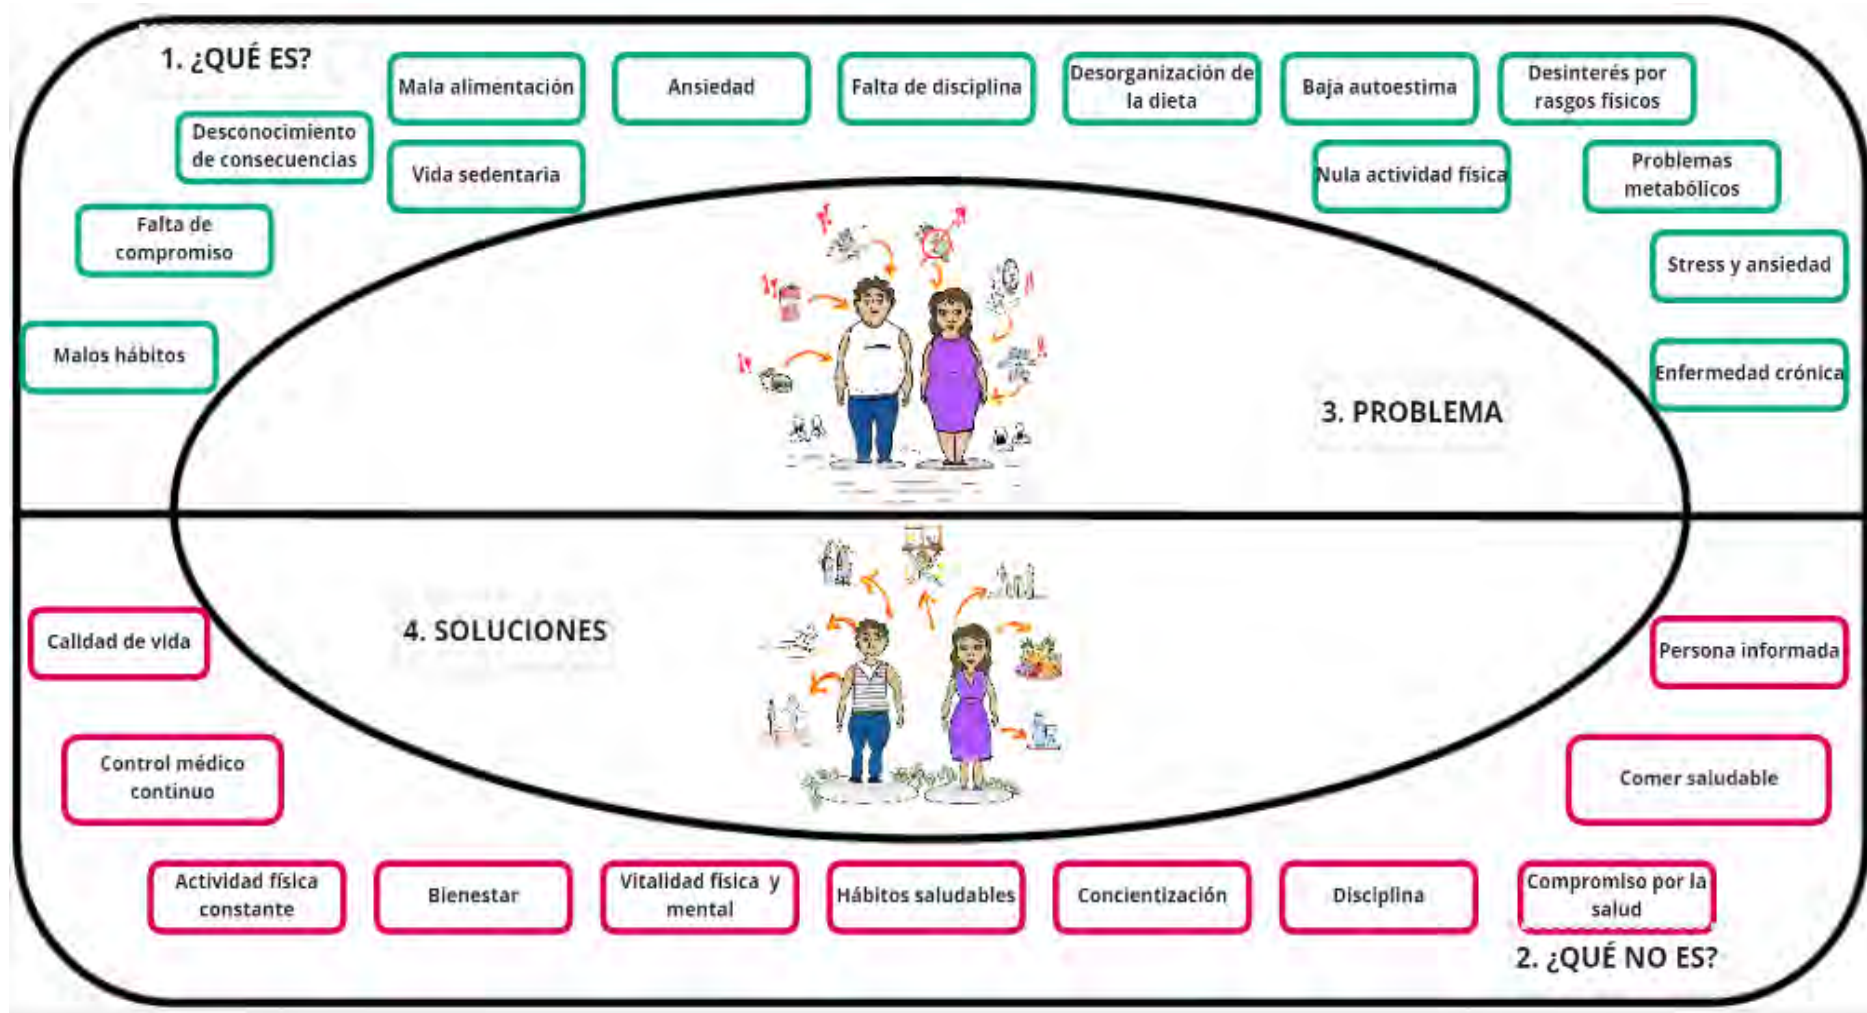 1. ¿QUÉ ES?
Mala alimentación
Ansiedad
Falta de disciplina
Desorganización de
la dieta
Baja autoestima
Desinterés por
rasgos físicos
Desconocimiento
de consecuencias
Vida sedentaria
Nula actividad física
Problemas
metabólicos
Falta de
compromiso
Stress y ansiedad
Malos hábitos
Enfermedad crónica
3. PROBLEMA
4. SOLUCIONES
Calidad de vida
Persona informada
Control médico
continuo
Comer saludable
Actividad física
constante
Bienestar
Vitalidad física y
mental
Hábitos saludables
Concientización
Disciplina
Compromiso por la
salud
2. ¿QUÉ NO ES?